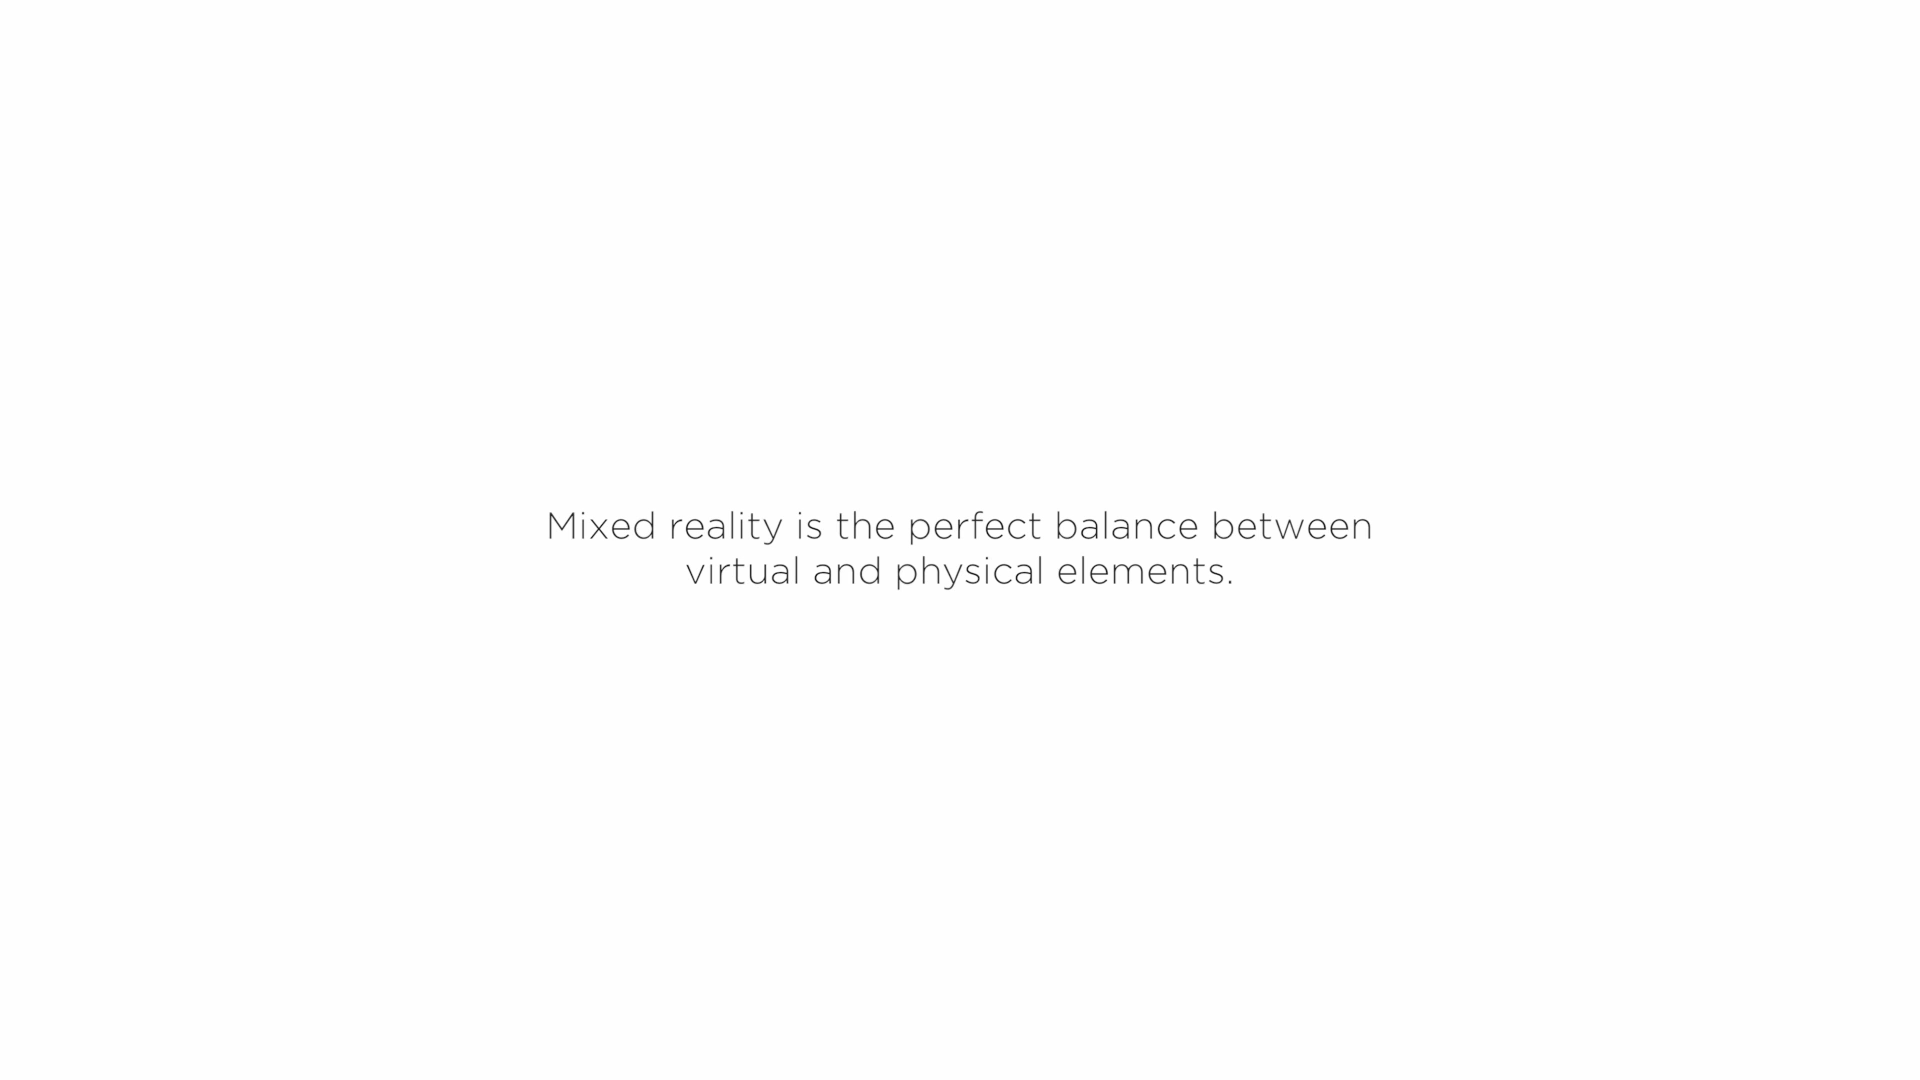 Mixed reality is the perfect balance between
virtual and physical elements.